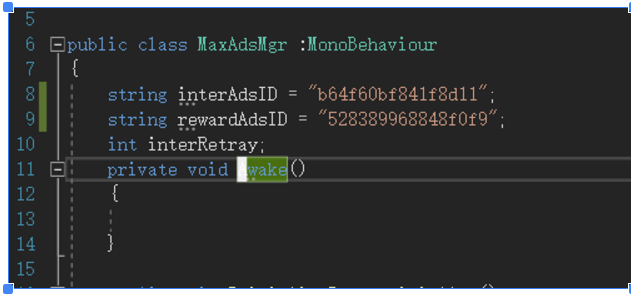 5
6 public class MaxAdsMgr :MonoBehaviour
7 {
8 string interAdsID = "b64f60bf841f8d11";
9 string rewardAdsID = "528389968848f0f9";
10 int interRetray;
11 private void wake()
12 {
13
14 }
15